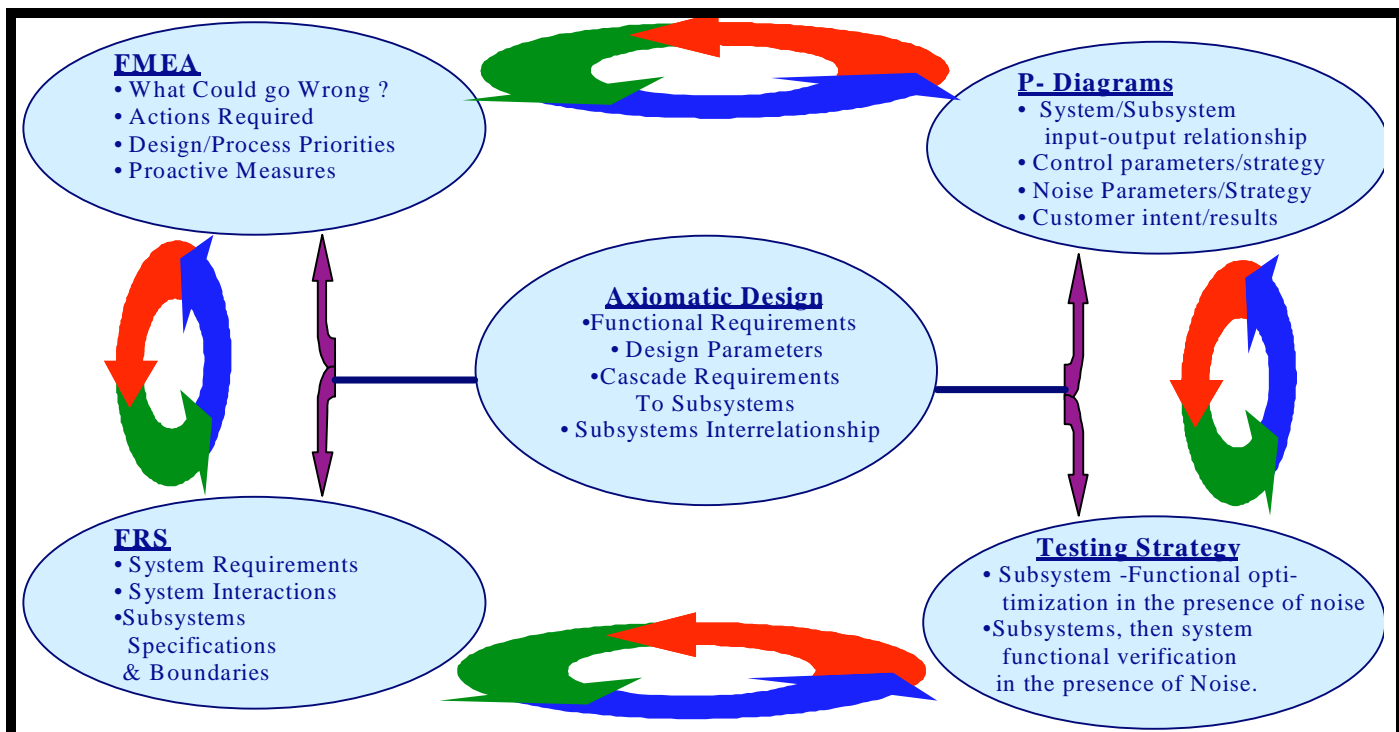 FMEA
• What Could go Wrong ?
• Actions Required
• Design/Process Priorities
• Proactive Measures
P- Diagrams
• System/Subsystem
input-output relationship
• Control parameters/strategy
• Noise Parameters/Strategy
• Customer intent/results
Axiomatic Design
•Functional Requirements
• Design Parameters
•Cascade Requirements
To Subsystems
• Subsystems Interrelationship
FRS
• System Requirements
• System Interactions
•Subsystems
Specifications
& Boundaries
Testing Strategy
• Subsystem -Functional opti-
timization in the presence of noise
•Subsystems, then system
functional verification
in the presence of Noise.